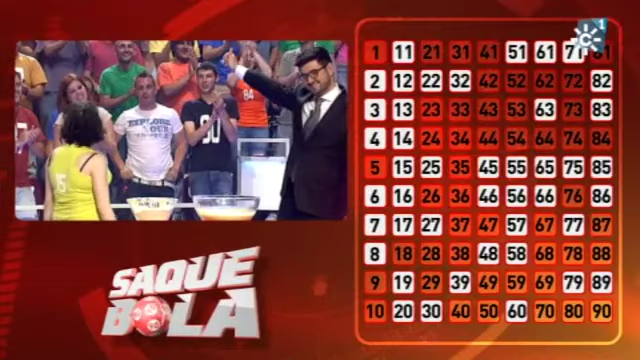 1 11 21 31 41 51 61 71 81
2 12 22 32 42 52 62 72 82
3 13 23 33 43 53 63 73 83
4 14 24 34 44 54 64 74 84
5 15 25 35 45 55 65 75 85
6 16 26 36 46 56 66 76 86
7 17 27 37 47 57 67 77 87
8 18 28 38 48 58 68 78 88
9 19 29 39 49 59 69 79 89
10 20 30 40 50 60 70 80 90
84
EXPLORE
YOUR
90
15
SAQUE
BOLA